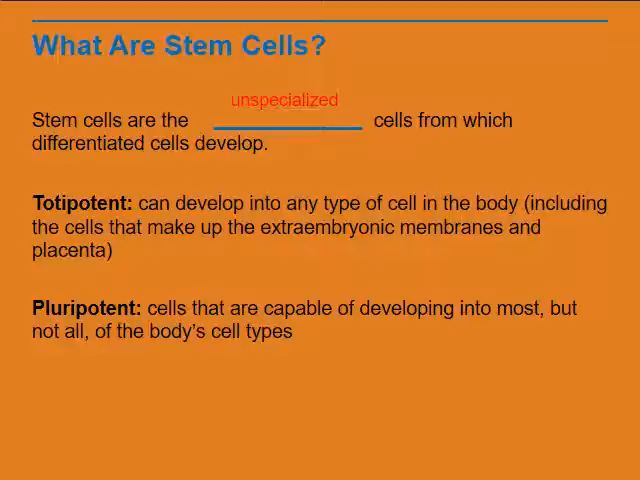 What Are Stem Cells?
unspecialized
Stem cells are the ____________ cells from which
differentiated cells develop.
Totipotent: can develop into any type of cell in the body (including
the cells that make up the extraembryonic membranes and
placenta)
Pluripotent: cells that are capable of developing into most, but
not all, of the body’s cell types